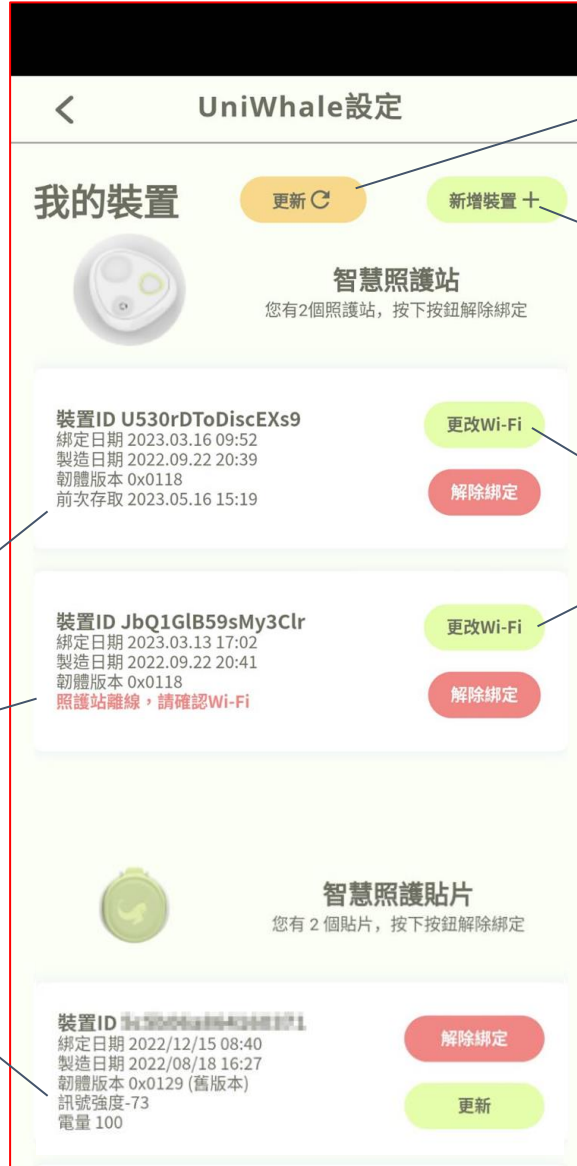 UniWhale設定
我的裝置
更新
新增裝置＋
智慧照護站
您有2個照護站，按下按鈕解除綁定
裝置ID U530rDToDiscEXs9
綁定日期 2023.03.16 09:52
製造日期 2022.09.22 20:39
韌體版本 0x0118
前次存取 2023.05.16 15:19
更改Wi-Fi
解除綁定
裝置ID JbQ1GlB59sMy3Clr
綁定日期 2023.03.13 17:02
製造日期 2022.09.22 20:41
韌體版本 0x0118
照護站離線，請確認Wi-Fi
更改Wi-Fi
解除綁定
智慧照護貼片
您有 2 個貼片，按下按鈕解除綁定
裝置ID
綁定日期 2022/12/15 08:40
製造日期 2022/08/18 16:27
韌體版本 0x0129 (舊版本)
訊號強度-73
電量 100
解除綁定
更新